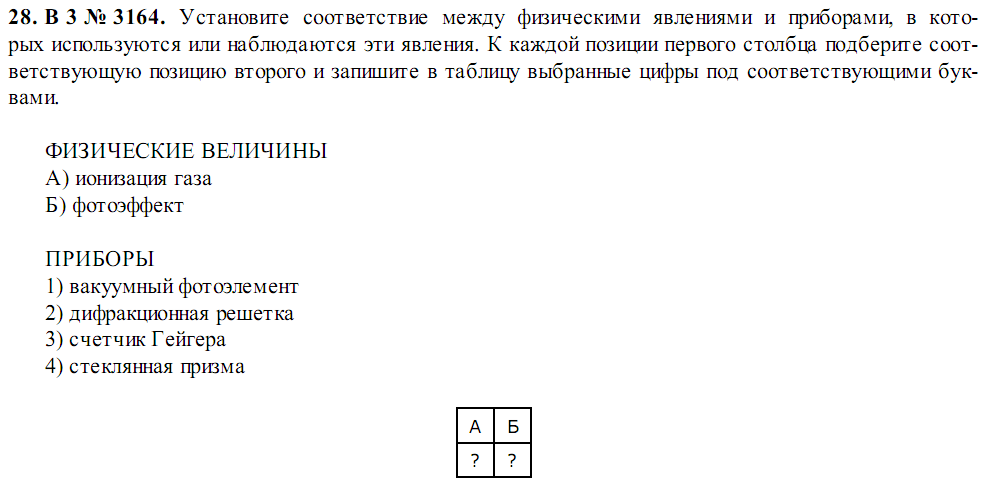 28. В 3 № 3164. Установите соответствие между физическими явлениями и приборами, в кото-
рых используются или наблюдаются эти явления. К каждой позиции первого столбца подберите соот-
ветствующую позицию второго и запишите в таблицу выбранные цифры под соответствующими бук-
вами.
ФИЗИЧЕСКИЕ ВЕЛИЧИНЫ
А) ионизация газа
Б) фотоэффект
ПРИБОРЫ
1) вакуумный фотоэлемент
2) дифракционная решетка
3) счетчик Гейгера
4) стеклянная призма
А Б
? ?